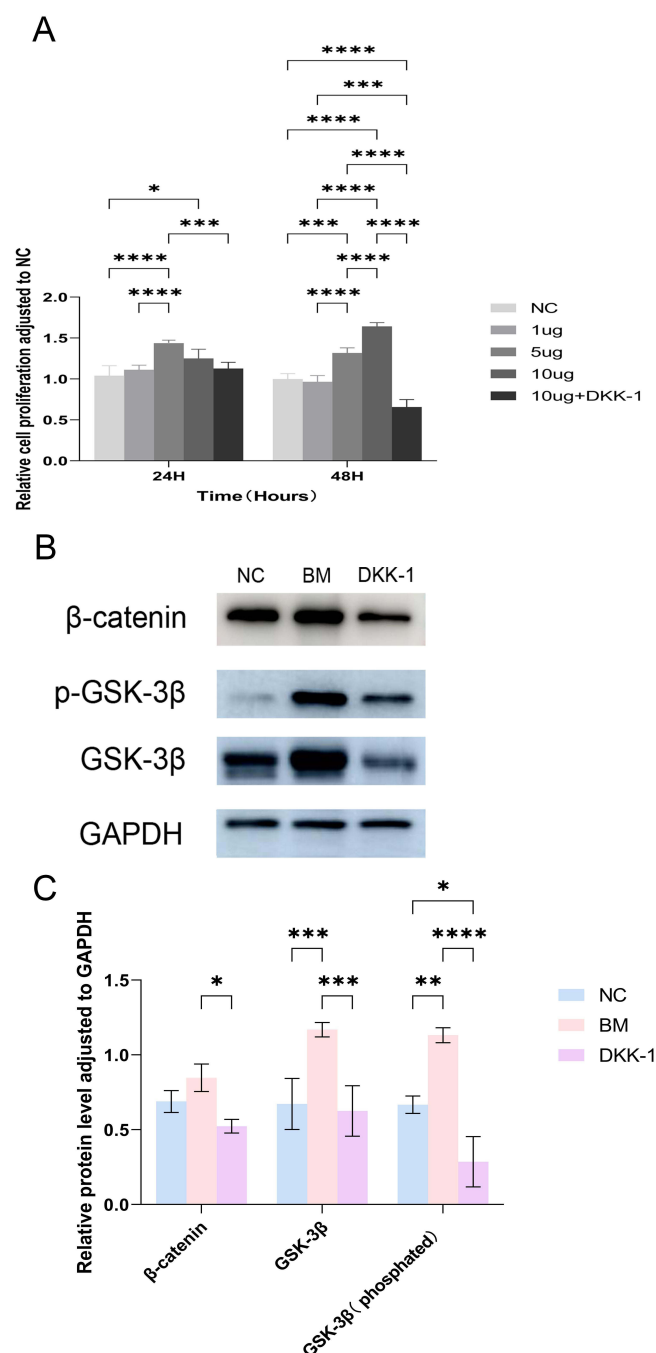 A
****
***
****
****
*
****
***
***
****
****
****
****
****
Relative cell proliferation adjusted to NC
2.0
1.5
1.0
0.5
0.0
24H
48H
Time(Hours)
NC
1ug
5ug
10ug
10ug+DKK-1
B
NC BM DKK-1
β-catenin
p-GSK-3β
GSK-3β
GAPDH
C
*
***
****
*
***
**
Relative protein level adjusted to GAPDH
1.5
1.0
0.5
0.0
β-catenin
GSK-3β
GSK-3β( phosphated)
NC
BM
DKK-1